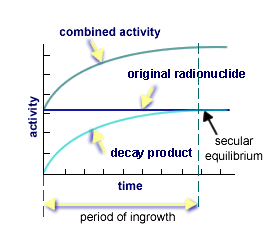 combined activity
original radionuclide
activity
decay product
secular
equilibrium
time
period of ingrowth